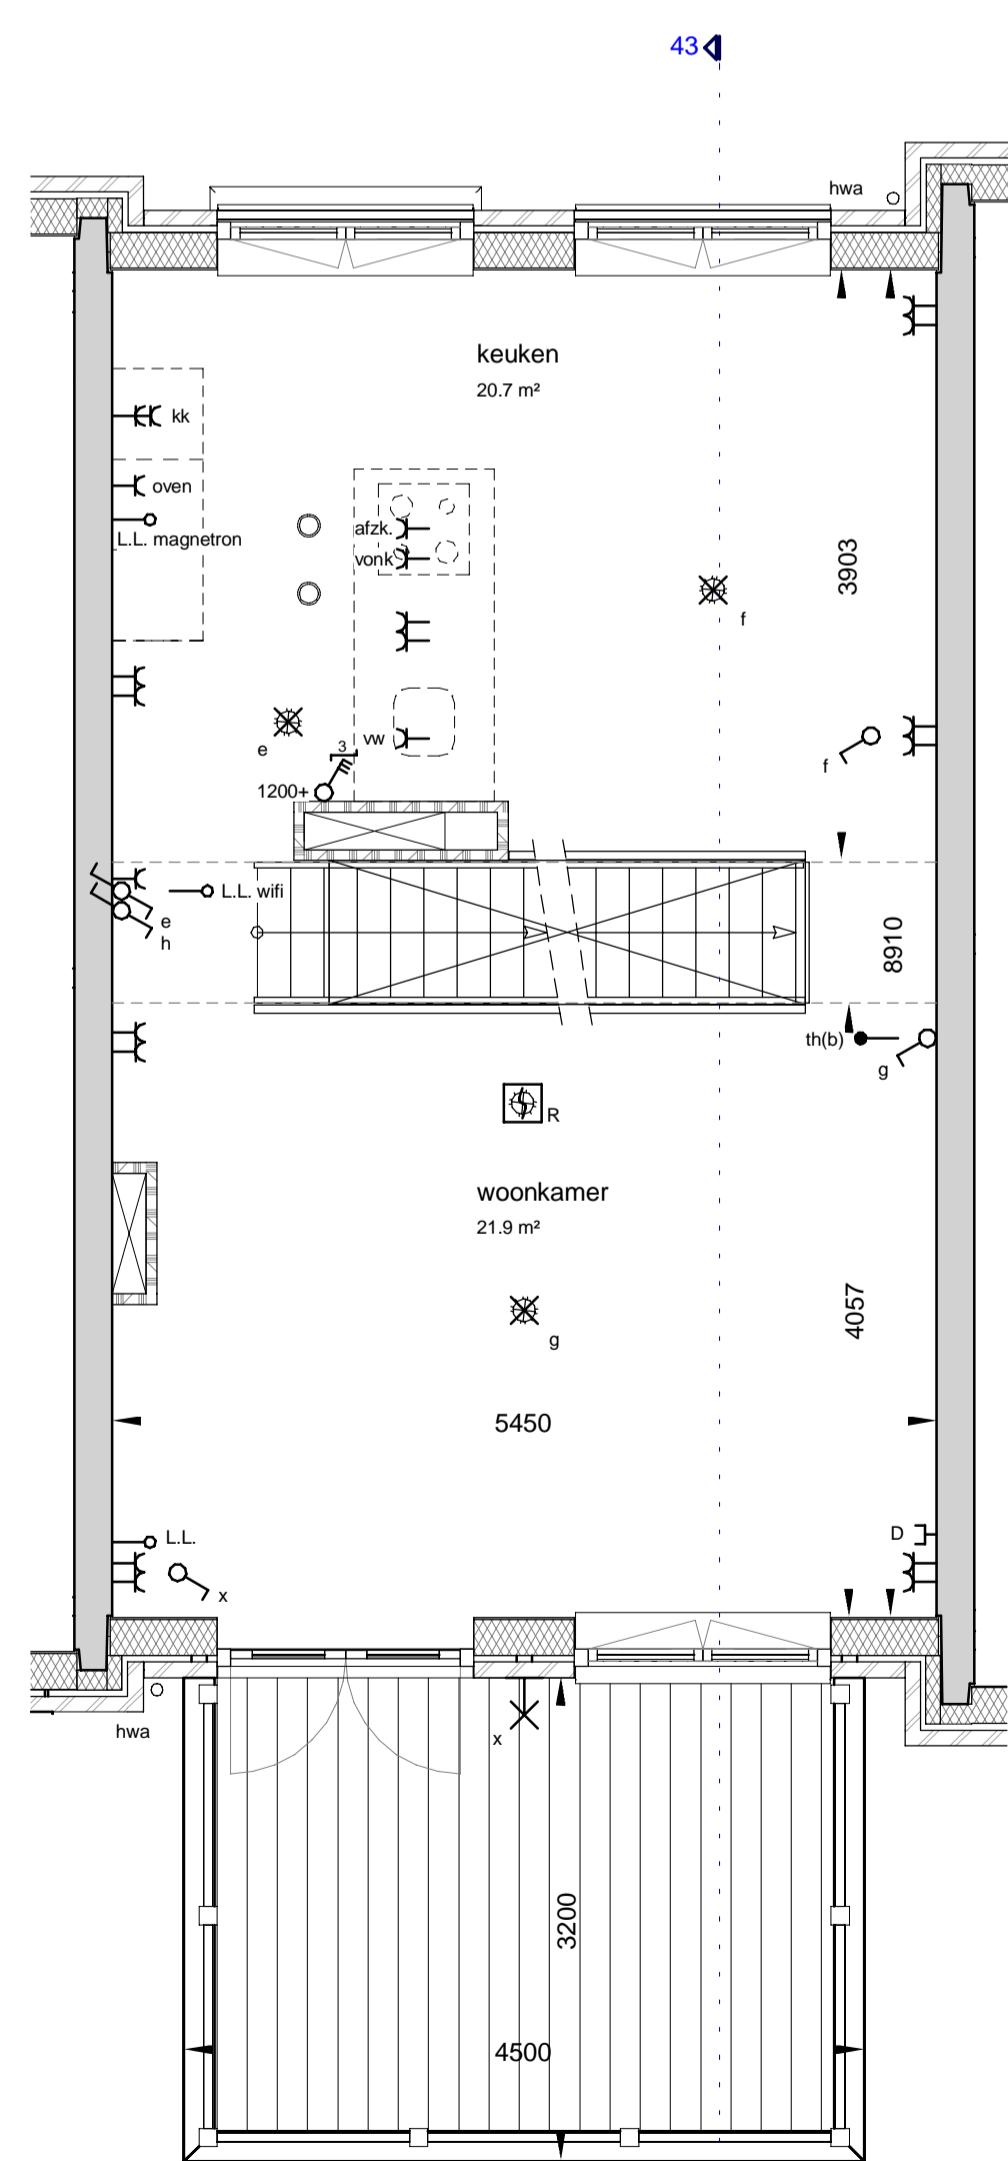 43
hwa
keuken
20.7 m²
kk
oven
L.L. magnetron
afzk.
vonk
3903
f
e
3
vw
1200+
f
L.L. wifi
e
h
8910
th(b)
g
R
woonkamer
21.9 m²
g
4057
5450
L.L.
D
x
hwa
x
3200
4500